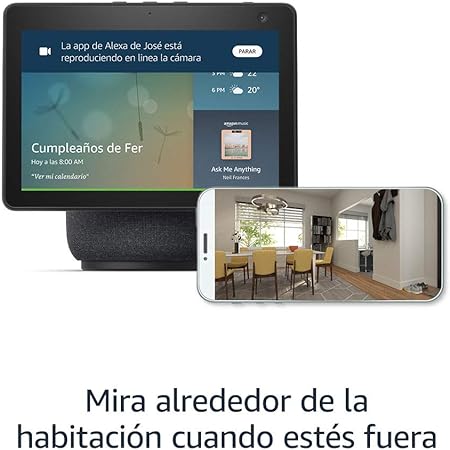 La app de Alexa de José está
reproduciendo en línea la cámara
PARAR
3 PM 22°
6 PM 20°
amazon music
Cumpleaños de Fer
Hoy a las 8:00 AM
"Ver mi calendario"
Ask Me Anything
Neil Frances
Mira alrededor de la
habitación cuando estés fuera